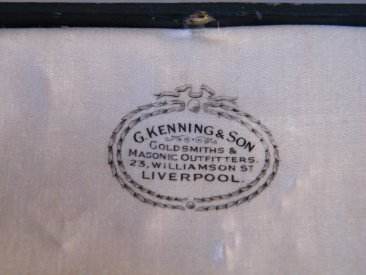 G. KENNING & SON
GOLDSMITHS &
MASONIC OUTFITTERS.
23, WILLIAMSON ST
LIVERPOOL.